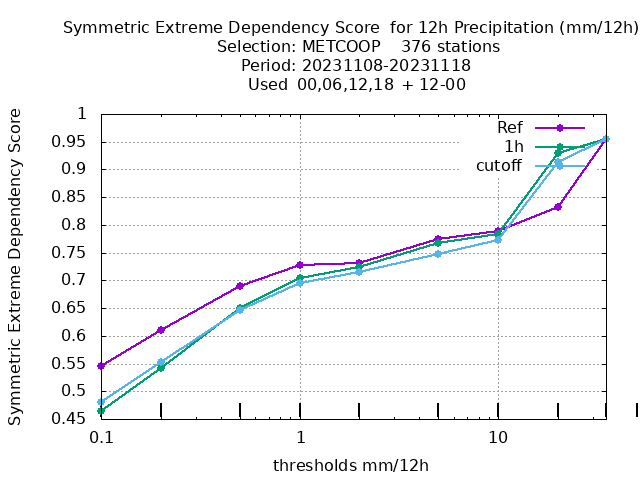 Symmetric Extreme Dependency Score  for 12h Precipitation (mm/12h)
Selection: METCOOP    376 stations
Period: 20231108-20231118
Used 00,06,12,18 + 12-00
Symmetric Extreme Dependency Score
1
0.95
0.9
0.85
0.8
0.75
0.7
0.65
0.6
0.55
0.5
0.45
Ref
1h
cutoff
0.1
1
10
thresholds mm/12h